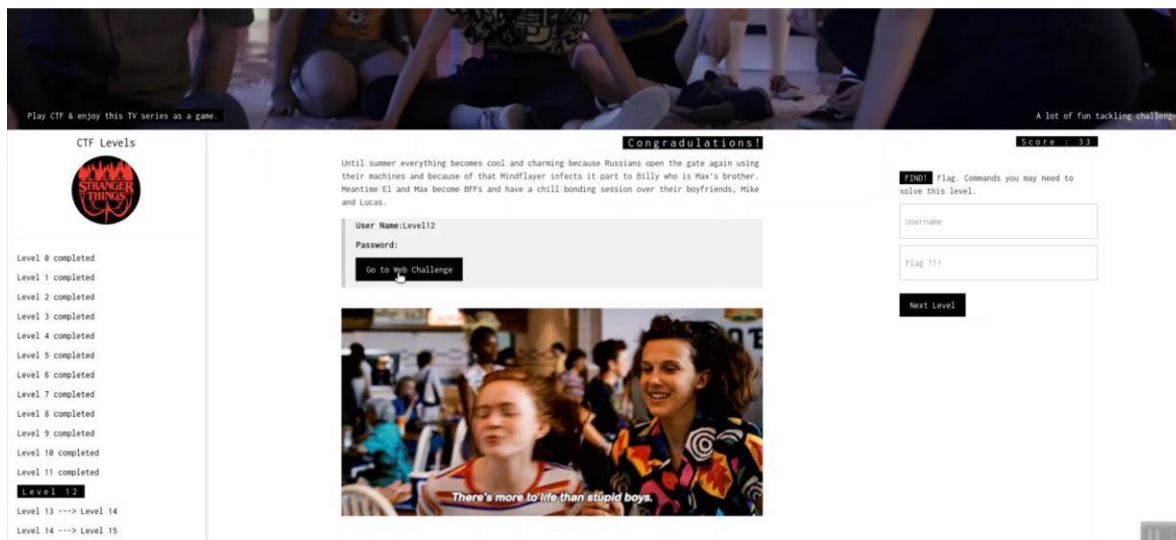 Play CTF & enjoy this TV series as a game.
A lot of fun tackling challenge
CTF Levels
STRANGER
THINGS
Level 0 completed
Level 1 completed
Level 2 completed
Level 3 completed
Level 4 completed
Level 5 completed
Level 6 completed
Level 7 completed
Level 8 completed
Level 9 completed
Level 10 completed
Level 11 completed
Level 12
Level 13 ---> Level 14
Level 14 ---> Level 15
Congradulations!
Until summer everything becomes cool and charming because Russians open the gate again using
their machines and because of that Mindflayer infects it part to Billy who is Max's brother.
Meantime El and Max become BFFs and have a chill bonding session over their boyfriends, Mike
and Lucas.
User Name:Level12
Password:
Go to Web Challenge
There's more to life than stupid boys.
Score : 33
FIND! Flag. Commands you may need to
solve this level.
Username
Flag !!!
Next Level